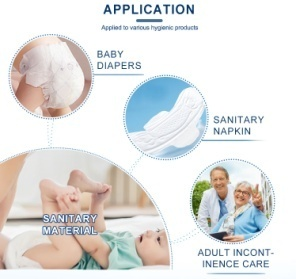 APPLICATION
Applied to various hygienic products
BABY
DIAPERS
SANITARY
NAPKIN
SANITARY
MATERIAL
ADULT INCONT-
INENCE CARE